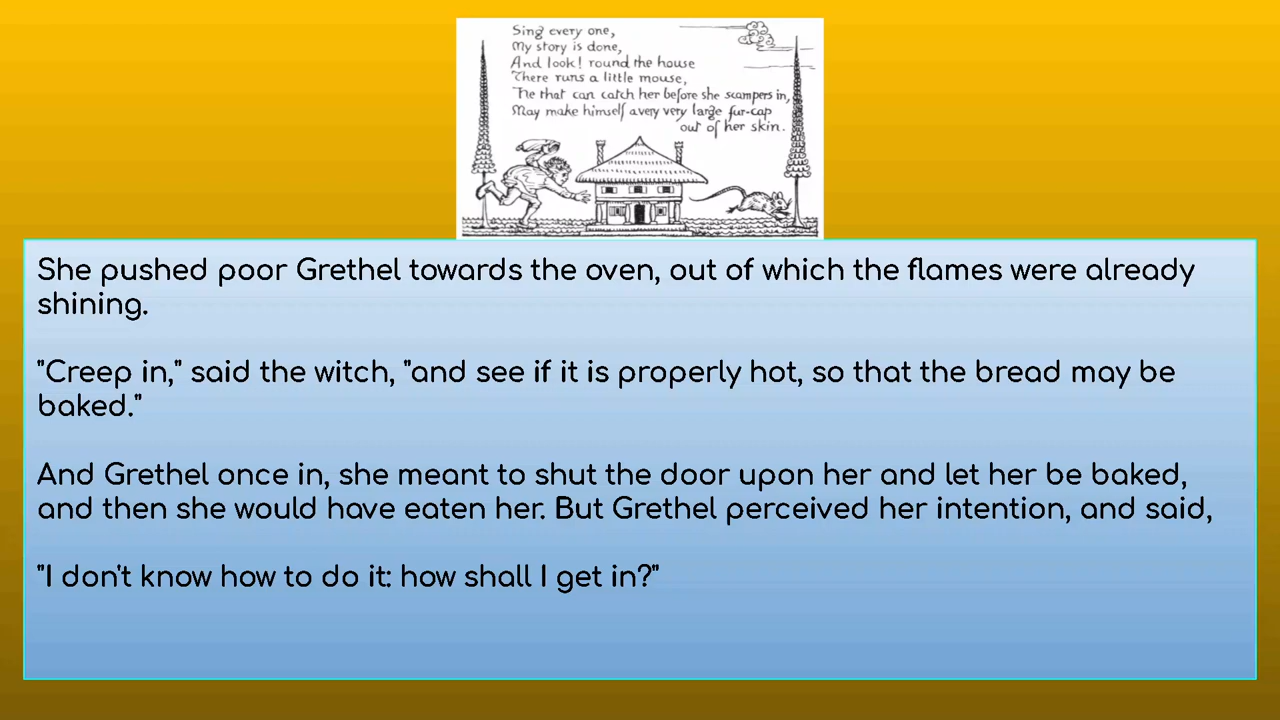 Sing every one,
My story is done,
And look! round the house
There runs a little mouse,
He that can catch her before she scampers in,
May make himself a very very large fur-cap
out of her skin.
She pushed poor Grethel towards the oven, out of which the flames were already
shining.
"Creep in," said the witch, "and see if it is properly hot, so that the bread may be
baked."
And Grethel once in, she meant to shut the door upon her and let her be baked,
and then she would have eaten her. But Grethel perceived her intention, and said,
"I don't know how to do it: how shall I get in?"